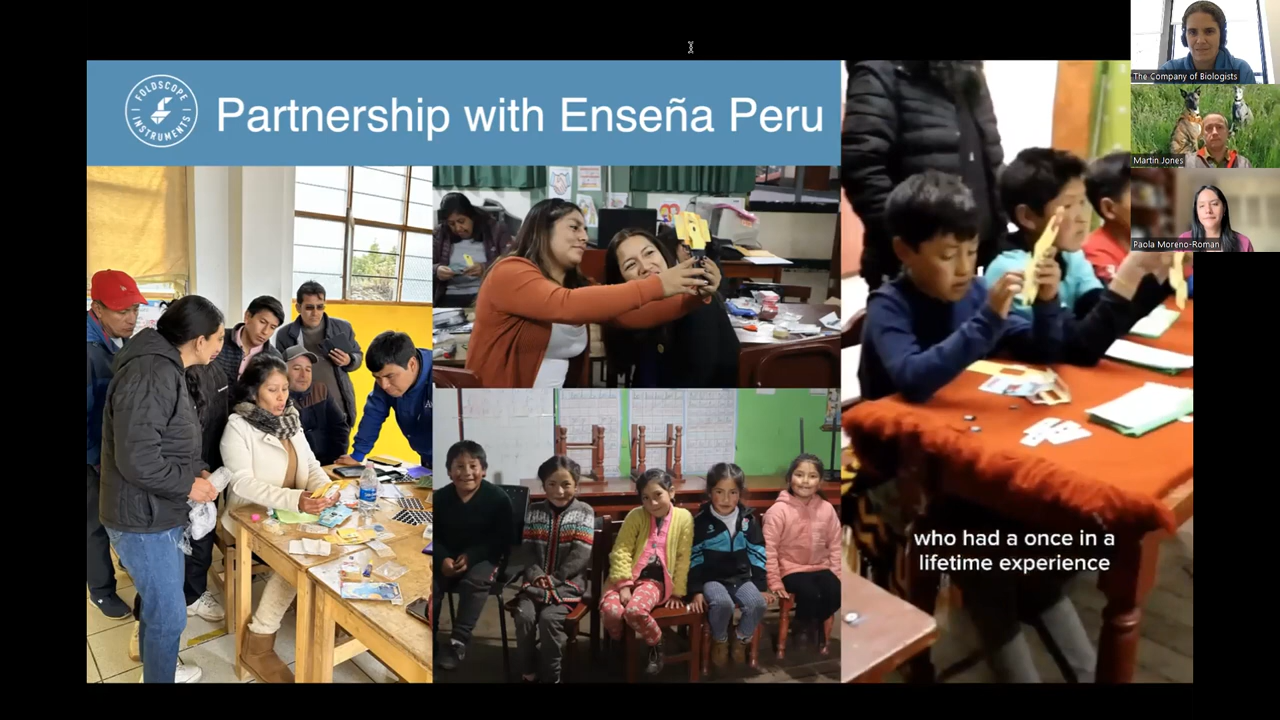 FOLDSCOPE
INSTRUMENTS
Partnership with Enseña Peru
The Company of Biologists
Martin Jones
Paola Moreno-Roman
who had a once in a
lifetime experience